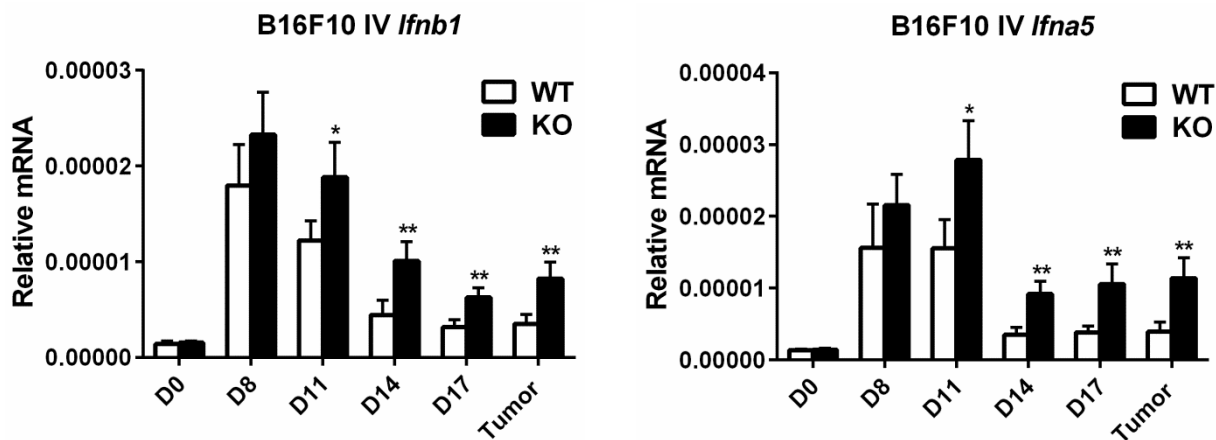 B16F10 IV Ifnb1
Relative mRNA
0.00003
0.00002
0.00001
0.00000
WT
KO
*
**
**
**
D0
D8
D11
D14
D17
Tumor
B16F10 IV Ifna5
Relative mRNA
0.00004
0.00003
0.00002
0.00001
0.00000
WT
KO
*
**
**
**
D0
D8
D11
D14
D17
Tumor